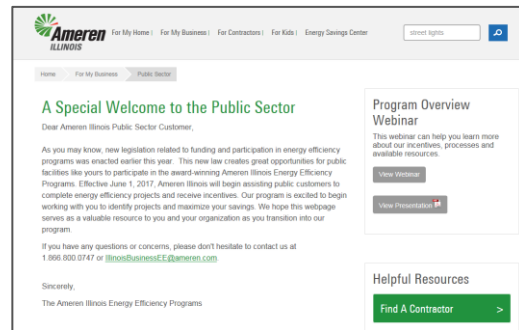 Ameren
ILLINOIS
For My Home | For My Business | For Contractors | For Kids | Energy Savings Center
street lights
Home For My Business Public Sector
A Special Welcome to the Public Sector
Dear Ameren Illinois Public Sector Customer,
As you may know, new legislation related to funding and participation in energy efficiency
programs was enacted earlier this year. This new law creates great opportunities for public
facilities like yours to participate in the award-winning Ameren Illinois Energy Efficiency
Programs. Effective June 1, 2017, Ameren Illinois will begin assisting public customers to
complete energy efficiency projects and receive incentives. Our program is excited to begin
working with you to identify projects and maximize your savings. We hope this webpage
serves as a valuable resource to you and your organization as you transition into our
program.
If you have any questions or concerns, please don't hesitate to contact us at
1.866.800.0747 or IllinoisBusinessEE@ameren.com
Sincerely,
The Ameren Illinois Energy Efficiency Programs
Program Overview
Webinar
This webinar can help you learn more
about our incentives, processes and
available resources.
View Webinar
View Presentation
Helpful Resources
Find A Contractor >